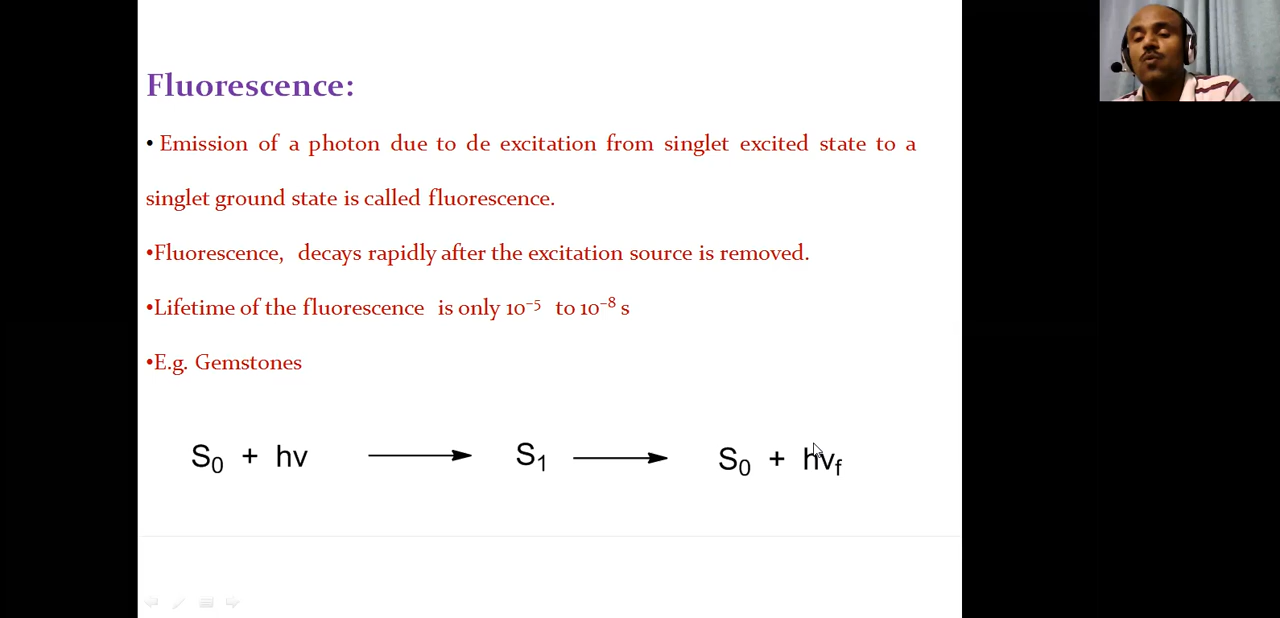 Fluorescence:
• Emission of a photon due to de excitation from singlet excited state to a
singlet ground state is called fluorescence.
•Fluorescence, decays rapidly after the excitation source is removed.
•Lifetime of the fluorescence is only 10⁻⁵ to 10⁻⁸ s
•E.g. Gemstones
S₀ + hv ⟶ S₁ ⟶ S₀ + hv_f